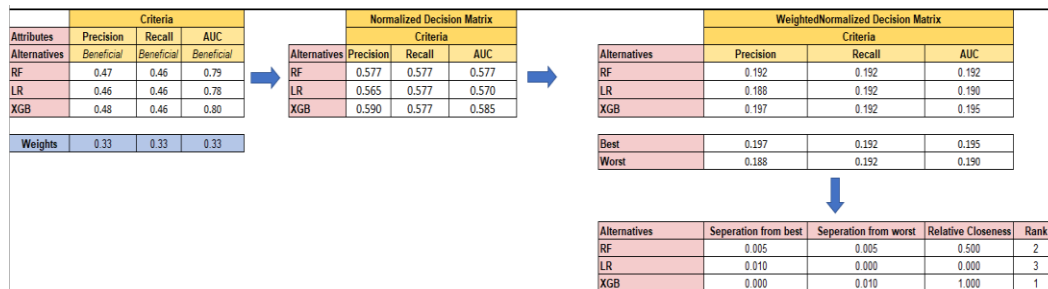 Criteria
Attributes Precision Recall AUC
Alternatives Beneficial Beneficial Beneficial
RF 0.47 0.46 0.79
LR 0.46 0.46 0.78
XGB 0.48 0.46 0.80
Weights 0.33 0.33 0.33
Normalized Decision Matrix
Criteria
Alternatives Precision Recall AUC
RF 0.577 0.577 0.577
LR 0.565 0.577 0.570
XGB 0.590 0.577 0.585
WeightedNormalized Decision Matrix
Criteria
Alternatives Precision Recall AUC
RF 0.192 0.192 0.192
LR 0.188 0.192 0.190
XGB 0.197 0.192 0.195
Best 0.197 0.192 0.195
Worst 0.188 0.192 0.190
Alternatives Seperation from best Seperation from worst Relative Closeness Rank
RF 0.005 0.005 0.500 2
LR 0.010 0.000 0.000 3
XGB 0.000 0.010 1.000 1